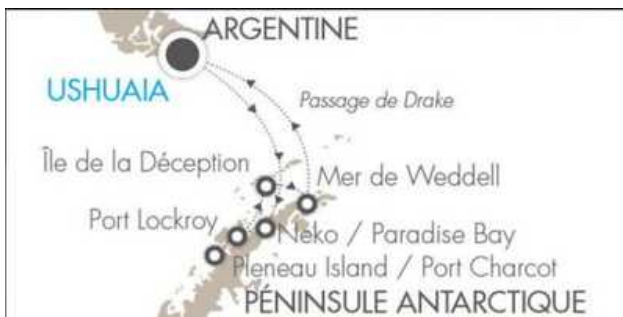 ARGENTINE
USHUAIA
Passage de Drake
Île de la Déception
Mer de Weddell
Port Lockroy
Neko / Paradise Bay
Pleneau Island / Port Charcot
PÉNINSULE ANTARCTIQUE